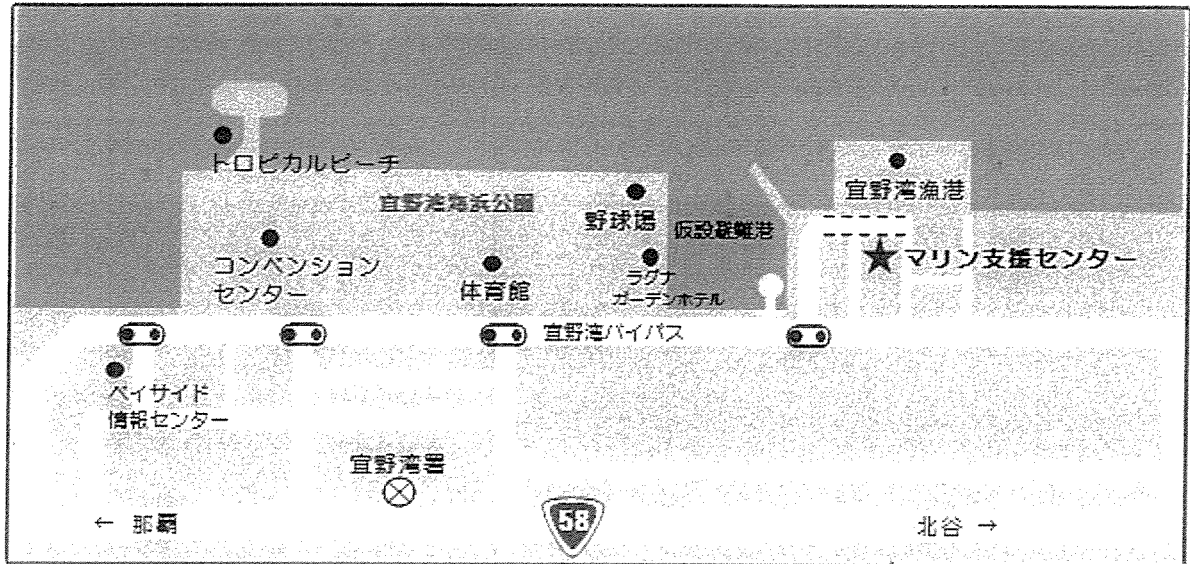 トロピカルビーチ
宜野湾海浜公園
野球場
仮設避難港
宜野湾漁港
コンベンション
センター
体育館
ラグナ
ガーデンホテル
マリン支援センター
宜野湾バイパス
ベイサイド
情報センター
宜野湾署
← 那覇
58
北谷 →